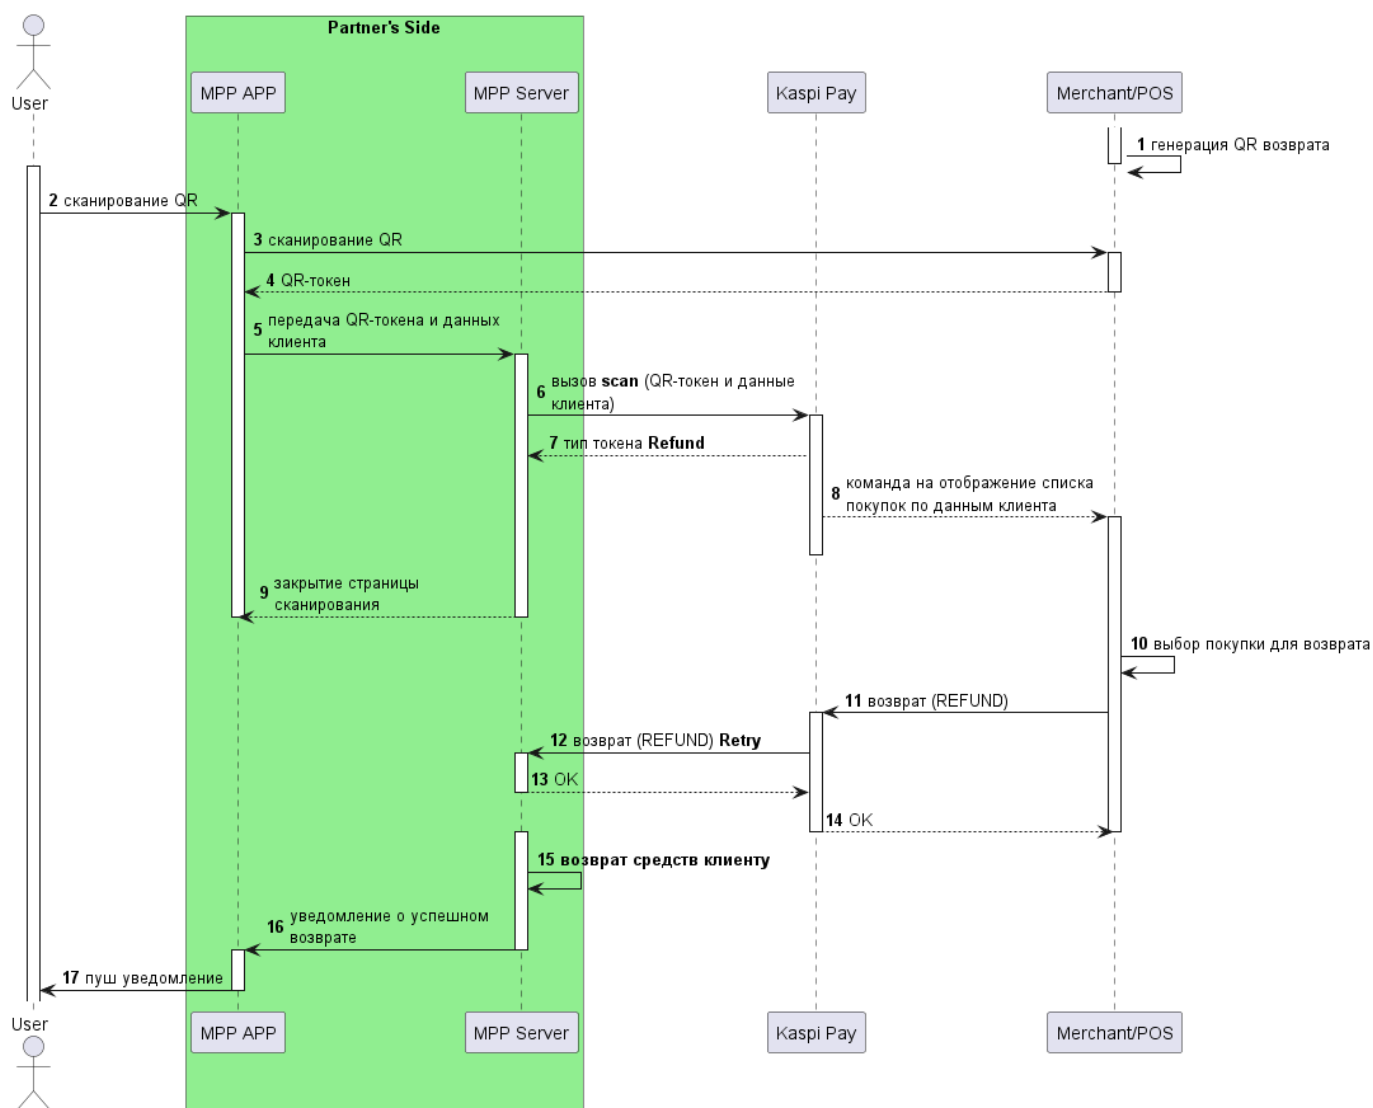 Partner's Side
User
MPP APP
MPP Server
Kaspi Pay
Merchant/POS
1 генерация QR возврата
2 сканирование QR
3 сканирование QR
4 QR-токен
5 передача QR-токена и данных
клиента
6 вызов scan (QR-токен и данные
клиента)
7 тип токена Refund
8 команда на отображение списка
покупок по данным клиента
9 закрытие страницы
сканирования
10 выбор покупки для возврата
11 возврат (REFUND)
12 возврат (REFUND) Retry
13 OK
14 OK
15 возврат средств клиенту
16 уведомление о успешном
возврате
17 пуш уведомление
User
MPP APP
MPP Server
Kaspi Pay
Merchant/POS